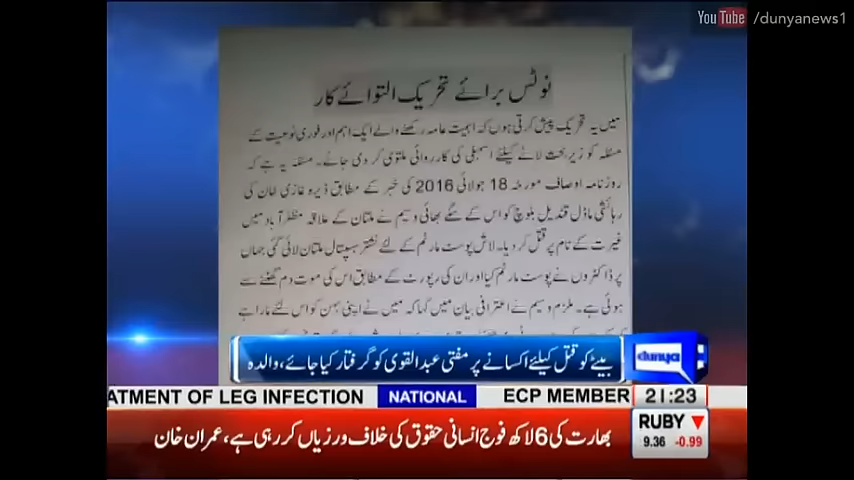 YouTube /dunyanews1
نوٹس برائے تحریک التوائے کار
میں یہ تحریک پیش کرتی ہوں کہ اہمیت عامہ رکھنے والے ایک اہم اور فوری نوعیت کے
مسئلہ کو زیر بحث لانے کیلئے اسمبلی کی کارروائی ملتوی کر دی جائے۔ مسئلہ یہ ہے کہ
روزنامہ اوصاف مورخہ 18 جولائی 2016 کی خبر کے مطابق ڈیرہ غازی خان کی
رہائشی ماڈل قندیل بلوچ کو اس کے سگے بھائی وسیم نے ملتان کے علاقہ مظفر آباد میں
غیرت کے نام پر قتل کر دیا۔ لاش پوسٹ مارٹم کے لئے نشتر ہسپتال ملتان لائی گئی جہاں
پر ڈاکٹروں نے پوسٹ مارٹم کیا اور ان کی رپورٹ کے مطابق اس کی موت دم گھٹنے سے
ہوئی ہے۔ ملزم وسیم نے اعترافی بیان میں کہا کہ میں نے اپنی بہن کو اس لئے مارا ہے
بیٹے کو قتل کیلئے اکسانے پر مفتی عبدالقوی کو گرفتار کیا جائے، والدہ
dunya
ATMENT OF LEG INFECTION NATIONAL ECP MEMBER 21:23
بھارت کی 6 لاکھ فوج انسانی حقوق کی خلاف ورزیاں کر رہی ہے، عمران خان
RUBY
9.36 -0.99